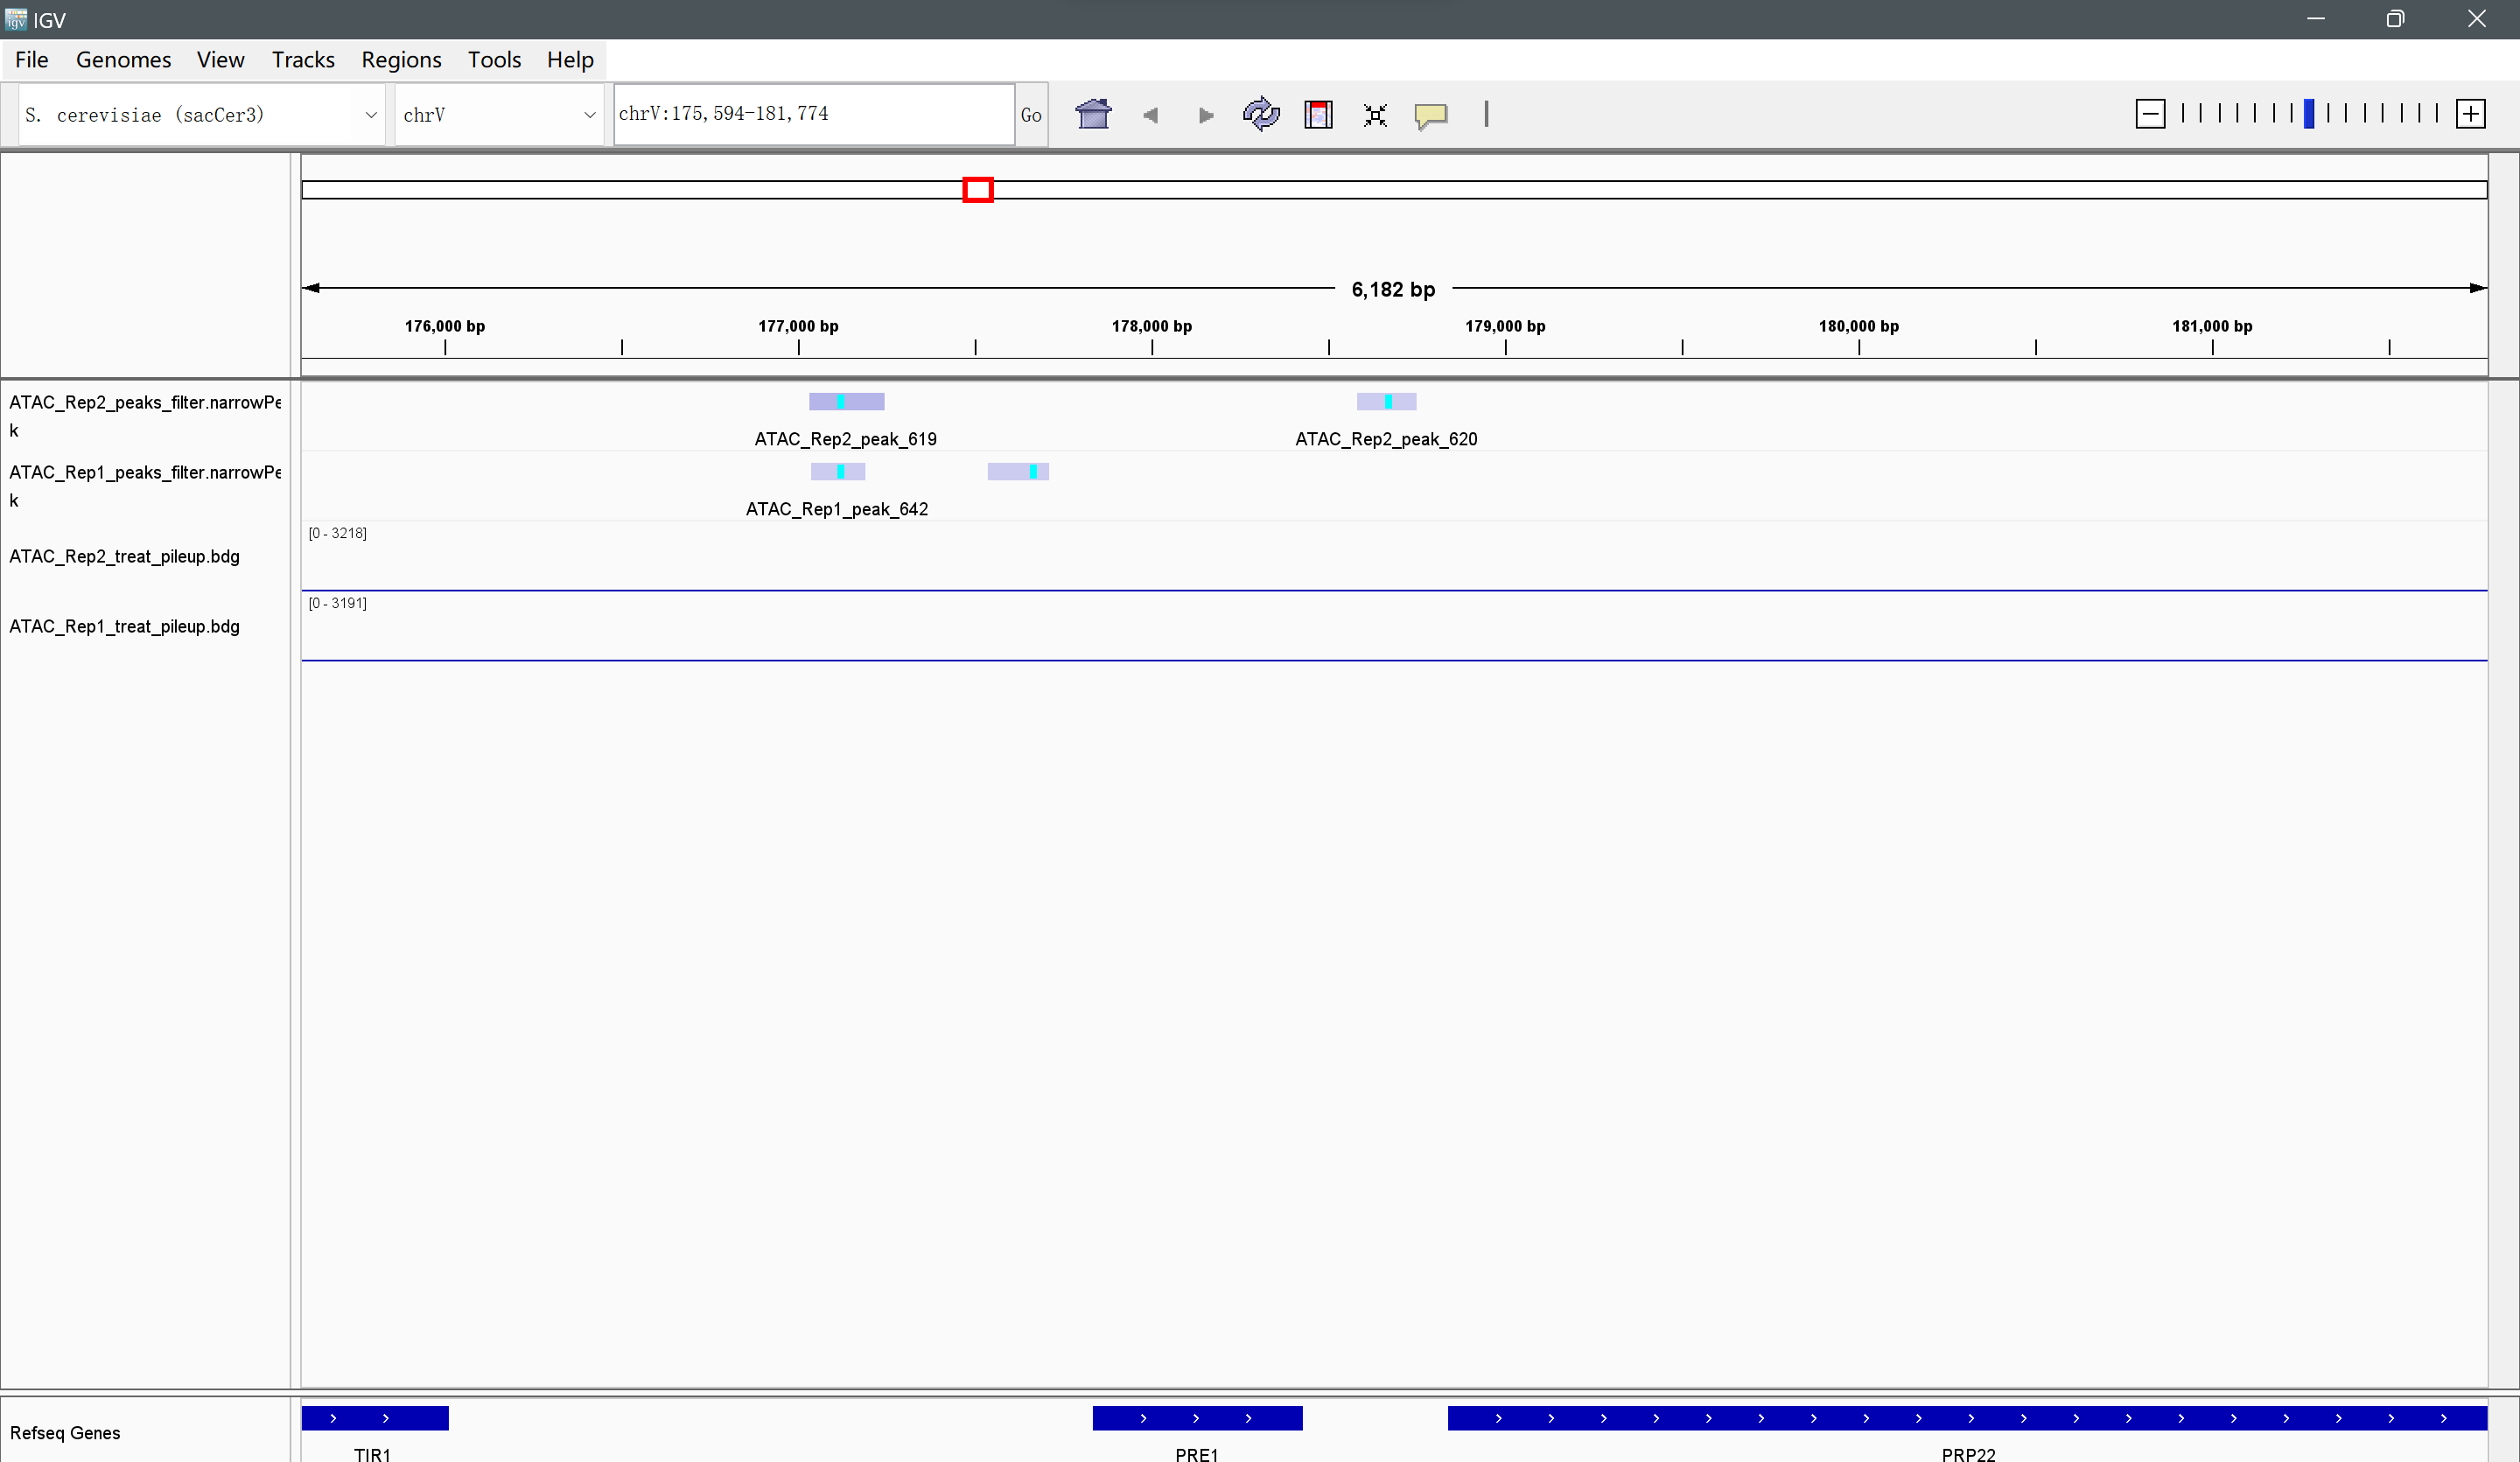 IGV
File Genomes View Tracks Regions Tools Help
S. cerevisiae (sacCer3) chrV chrV:175,594-181,774 Go
6,182 bp
176,000 bp 177,000 bp 178,000 bp 179,000 bp 180,000 bp 181,000 bp
ATAC_Rep2_peaks_filter.narrowPe
k
ATAC_Rep2_peak_619 ATAC_Rep2_peak_620
ATAC_Rep1_peaks_filter.narrowPe
k
ATAC_Rep1_peak_642
[0 - 3218]
ATAC_Rep2_treat_pileup.bdg
[0 - 3191]
ATAC_Rep1_treat_pileup.bdg
Refseq Genes
TIR1 PRE1 PRP22